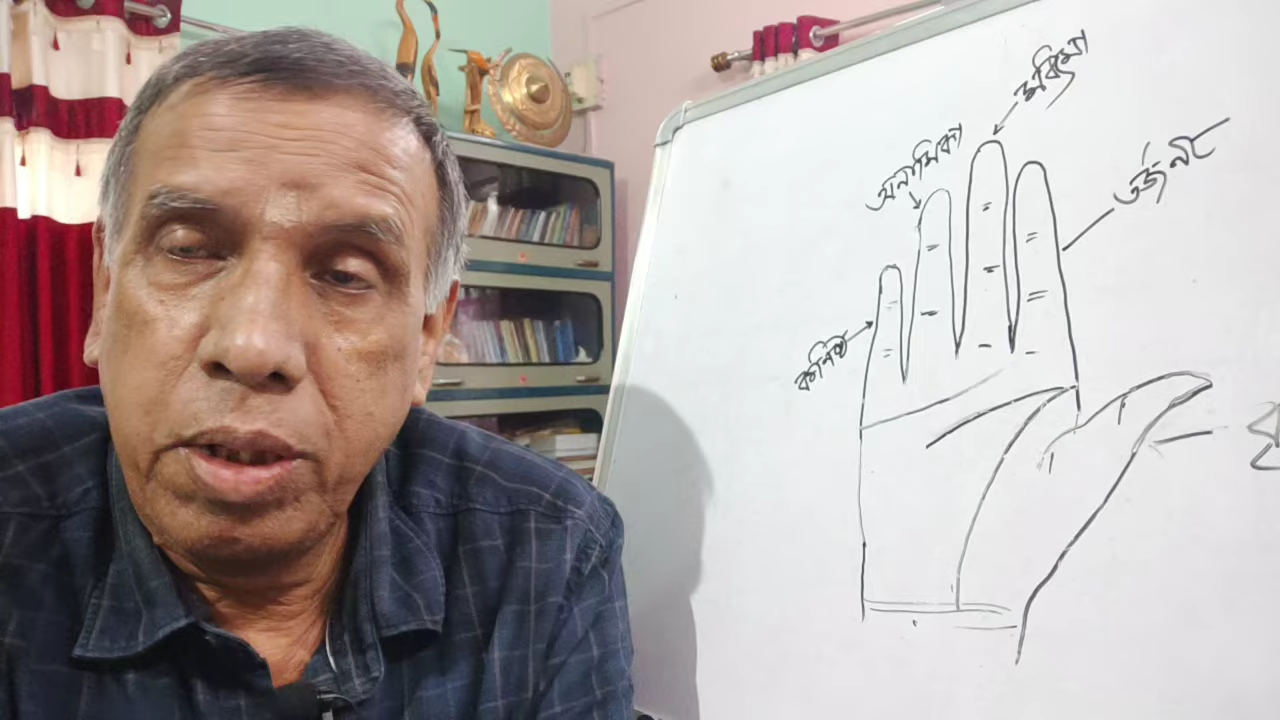 মধ্যমা
অনামিকা
তর্জনী
কনিষ্ঠা